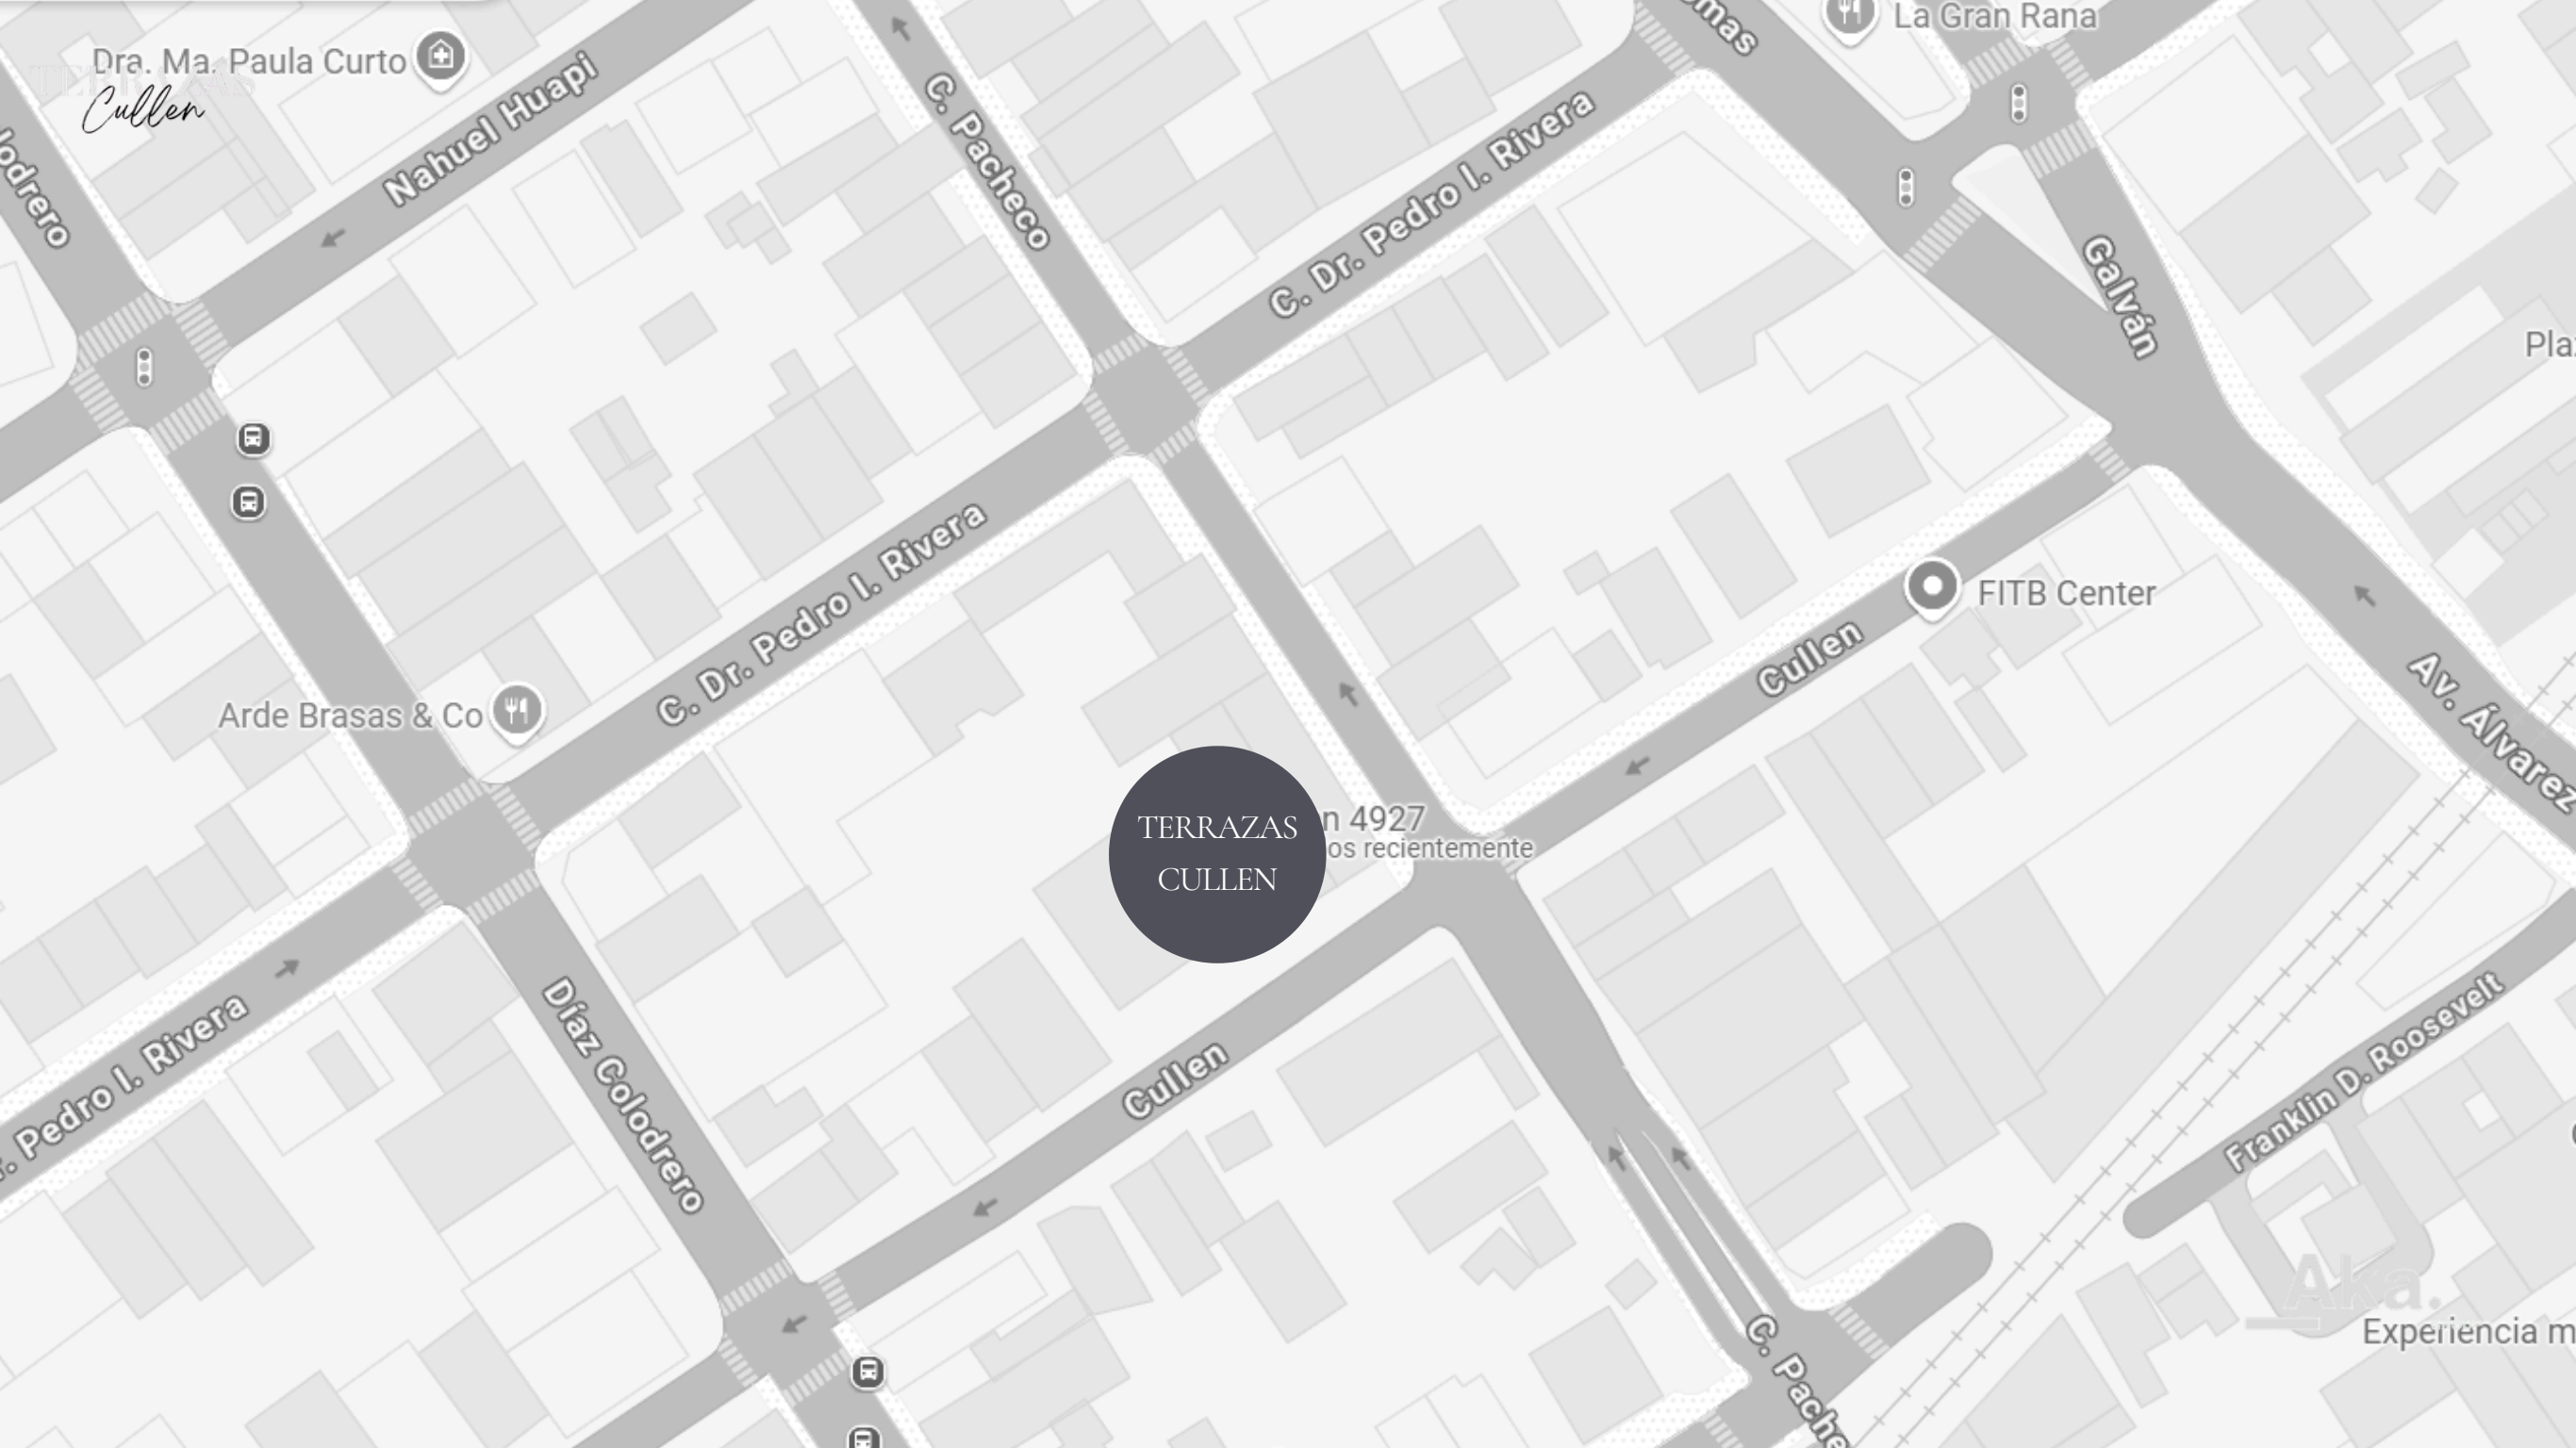 La Gran Rana
Dra. Ma. Paula Curto
TERRAZAS
Cullen
Nahuel Huapi
C. Pacheco
C. Dr. Pedro I. Rivera
Galván
C. Dr. Pedro I. Rivera
FITB Center
Cullen
Arde Brasas & Co
Av. Álvarez
TERRAZAS
CULLEN
n 4927
os recientemente
Pedro I. Rivera
Díaz Colodrero
Cullen
Franklin D. Roosevelt
Aka.
Experiencia m
C. Pache